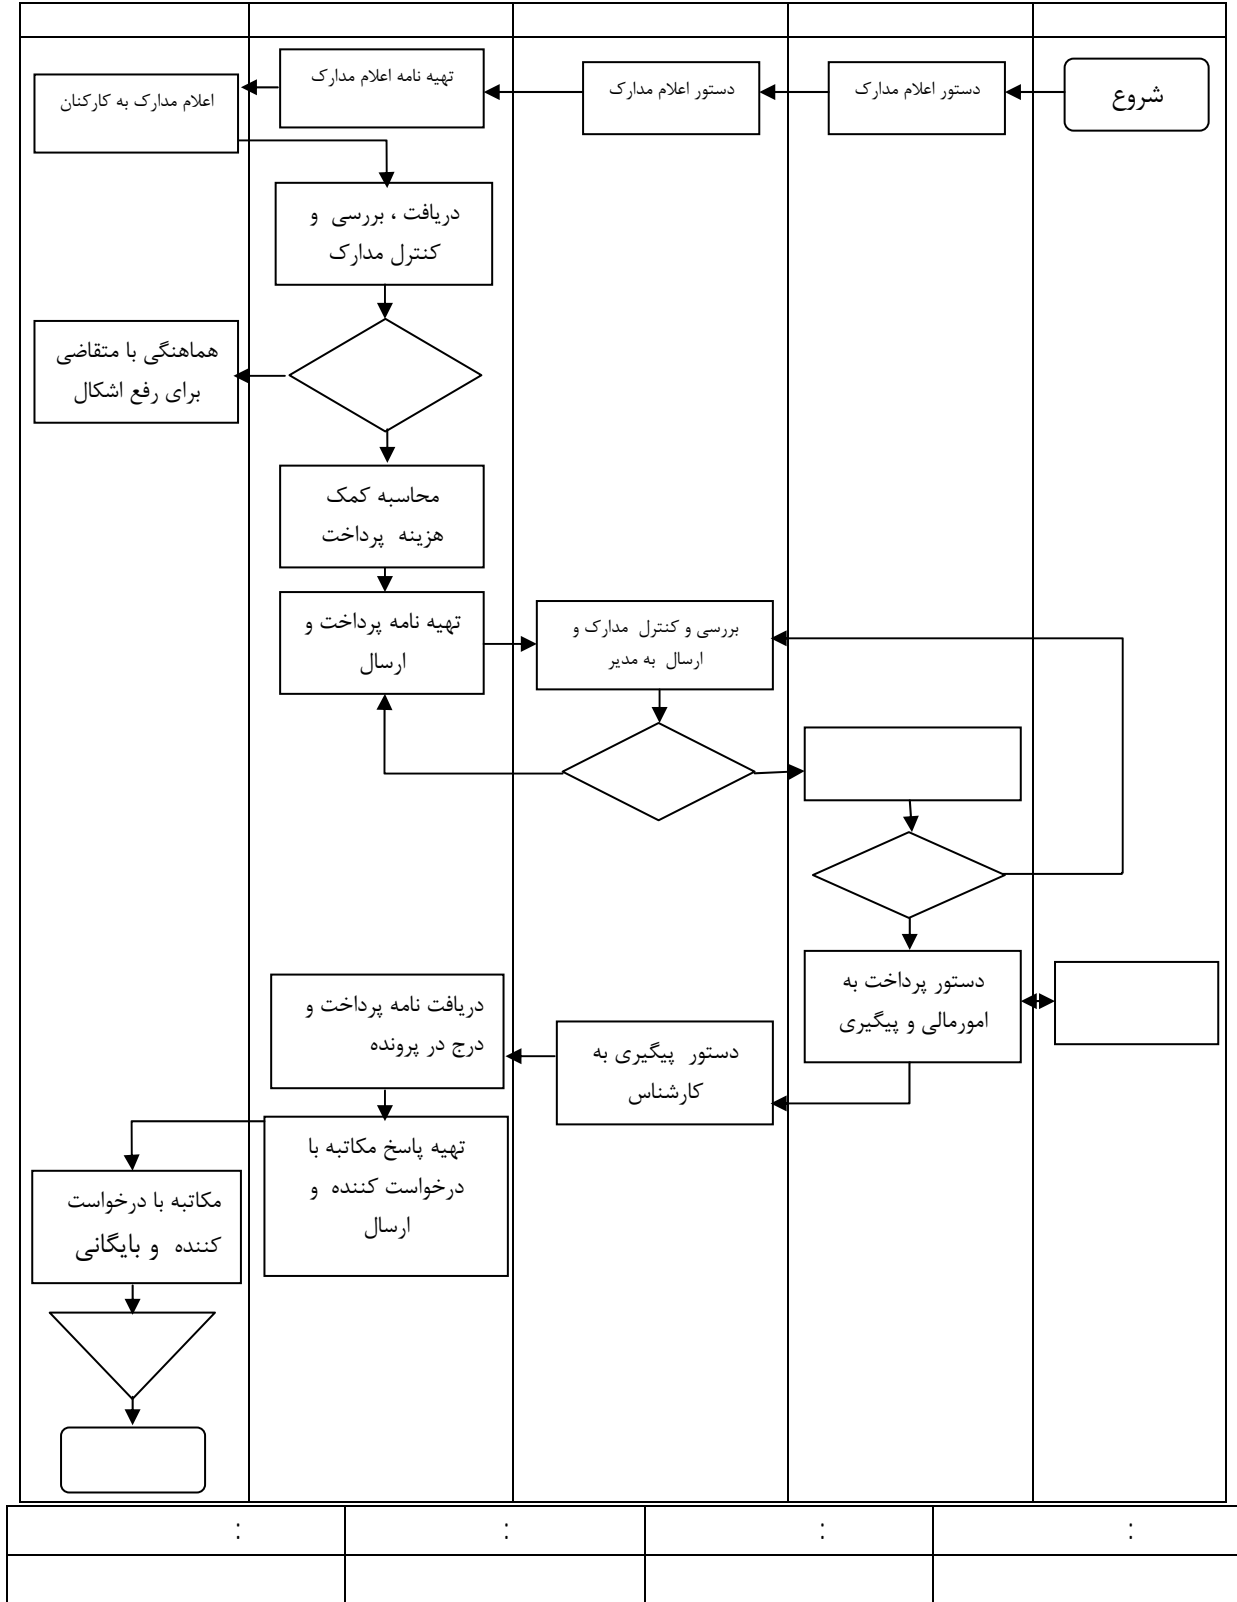 شروع
دستور اعلام مدارک
دستور اعلام مدارک
تهیه نامه اعلام مدارک
اعلام مدارک به کارکنان
دریافت ، بررسی و
کنترل مدارک
هماهنگی با متقاضی
برای رفع اشکال
محاسبه کمک
هزینه پرداخت
تهیه نامه پرداخت و
ارسال
بررسی و کنترل مدارک و
ارسال به مدیر
دستور پرداخت به
امورمالی و پیگیری
دستور پیگیری به
کارشناس
دریافت نامه پرداخت و
درج در پرونده
تهیه پاسخ مکاتبه با
درخواست کننده و
ارسال
مکاتبه با درخواست
کننده و بایگانی
: : : :